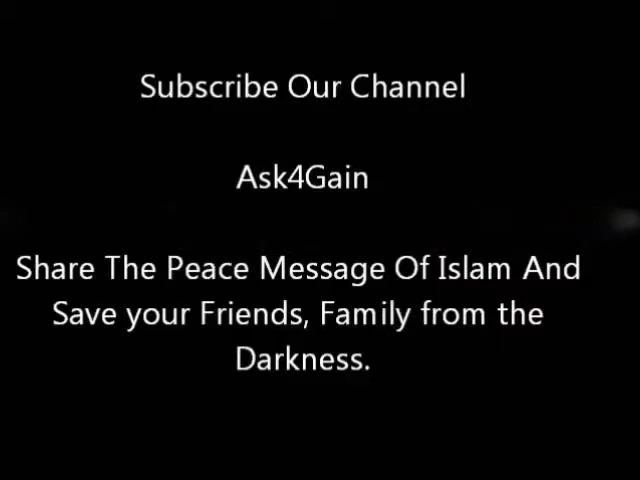 Subscribe Our Channel
Ask4Gain
Share The Peace Message Of Islam And
Save your Friends, Family from the
Darkness.